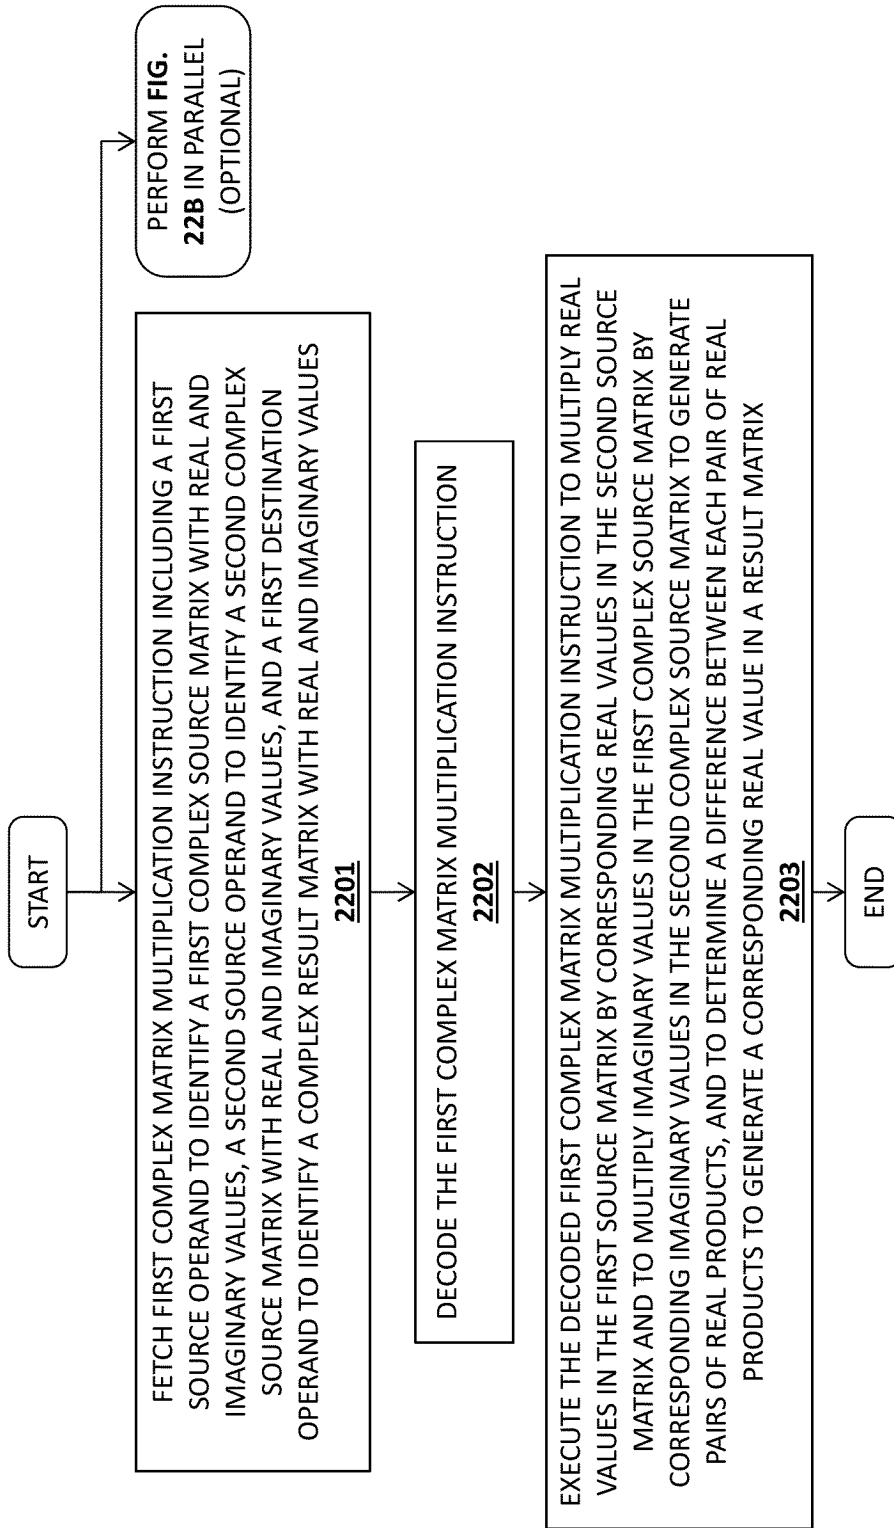 START
PERFORM FIG.
22B IN PARALLEL
(OPTIONAL)
FETCH FIRST COMPLEX MATRIX MULTIPLICATION INSTRUCTION INCLUDING A FIRST
SOURCE OPERAND TO IDENTIFY A FIRST COMPLEX SOURCE MATRIX WITH REAL AND
IMAGINARY VALUES, A SECOND SOURCE OPERAND TO IDENTIFY A SECOND COMPLEX
SOURCE MATRIX WITH REAL AND IMAGINARY VALUES, AND A FIRST DESTINATION
OPERAND TO IDENTIFY A COMPLEX RESULT MATRIX WITH REAL AND IMAGINARY VALUES
2201
DECODE THE FIRST COMPLEX MATRIX MULTIPLICATION INSTRUCTION
2202
EXECUTE THE DECODED FIRST COMPLEX MATRIX MULTIPLICATION INSTRUCTION TO MULTIPLY REAL
VALUES IN THE FIRST SOURCE MATRIX BY CORRESPONDING REAL VALUES IN THE SECOND SOURCE
MATRIX AND TO MULTIPLY IMAGINARY VALUES IN THE FIRST COMPLEX SOURCE MATRIX BY
CORRESPONDING IMAGINARY VALUES IN THE SECOND COMPLEX SOURCE MATRIX TO GENERATE
PAIRS OF REAL PRODUCTS, AND TO DETERMINE A DIFFERENCE BETWEEN EACH PAIR OF REAL
PRODUCTS TO GENERATE A CORRESPONDING REAL VALUE IN A RESULT MATRIX
2203
END